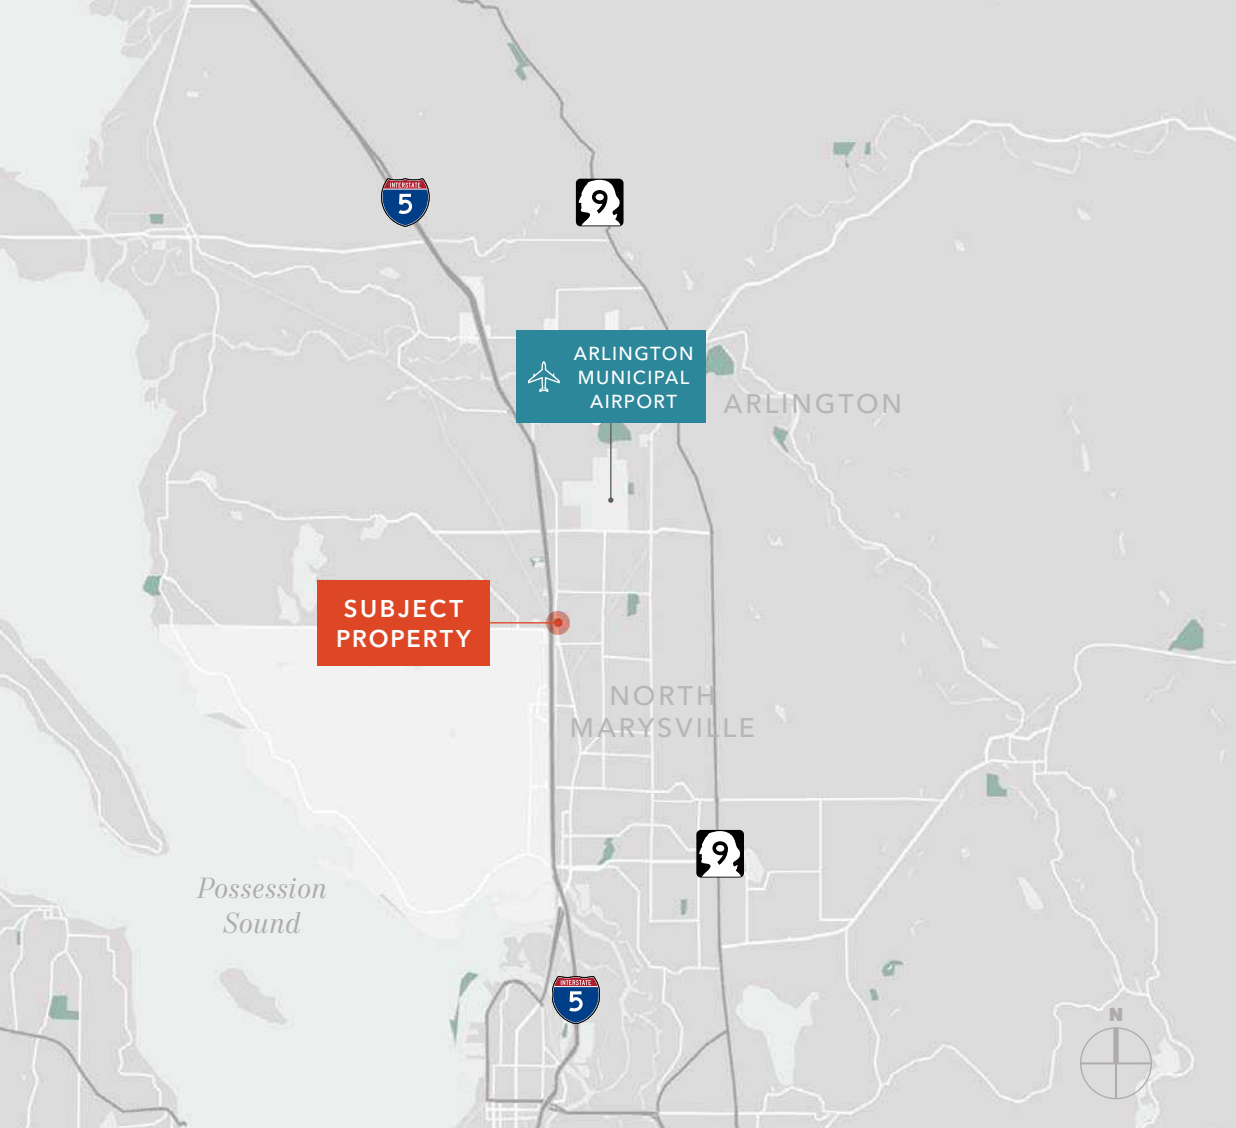 INTERSTATE
5
9
ARLINGTON
MUNICIPAL
AIRPORT
ARLINGTON
SUBJECT
PROPERTY
NORTH
MARYSVILLE
9
Possession
Sound
INTERSTATE
5
N